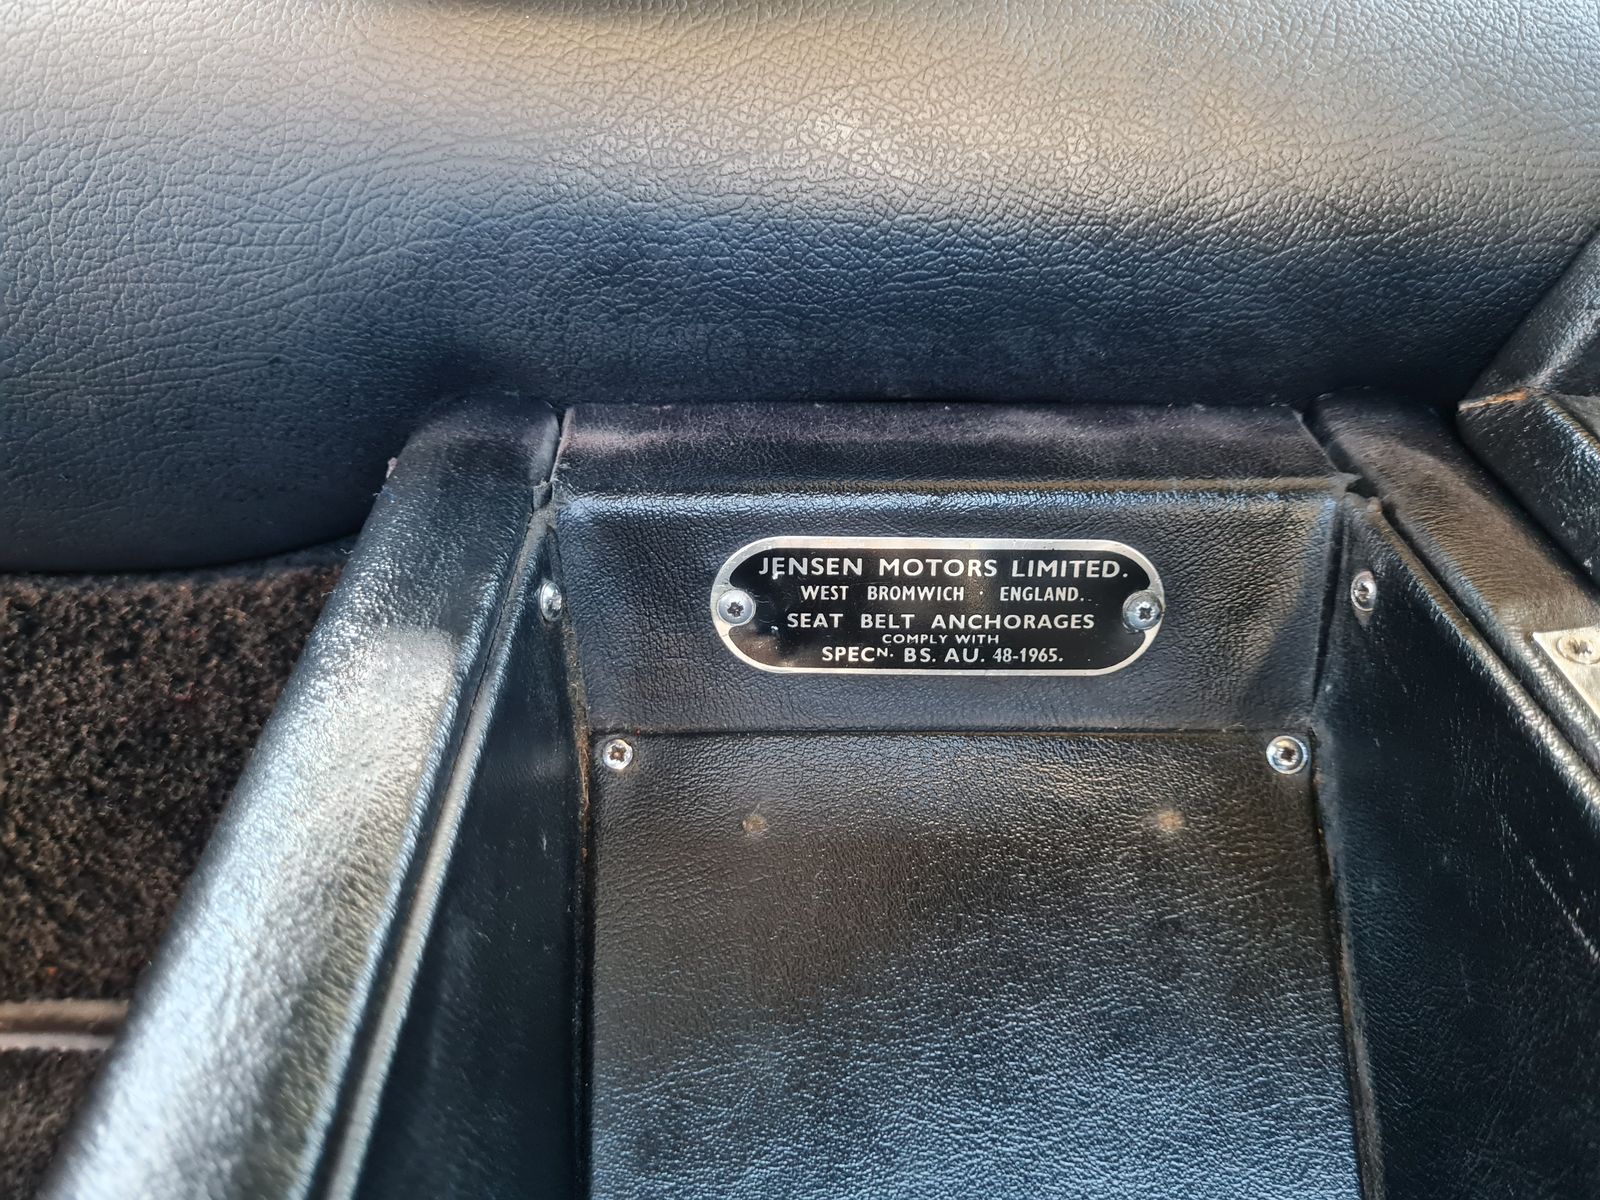 JENSEN MOTORS LIMITED.
WEST BROMWICH · ENGLAND.
SEAT BELT ANCHORAGES
COMPLY WITH
SPECN. BS. AU. 48-1965.